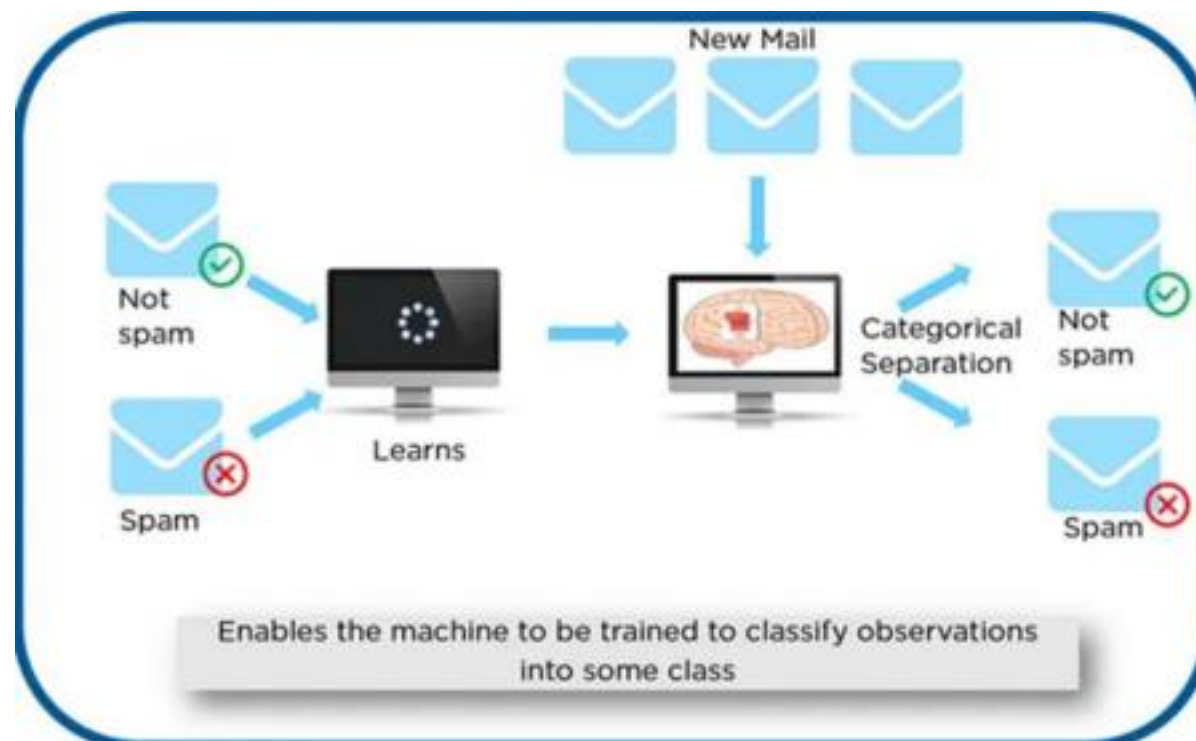 New Mail
Not
spam
Spam
Learns
Categorical
Separation
Not
spam
Spam
Enables the machine to be trained to classify observations
into some class